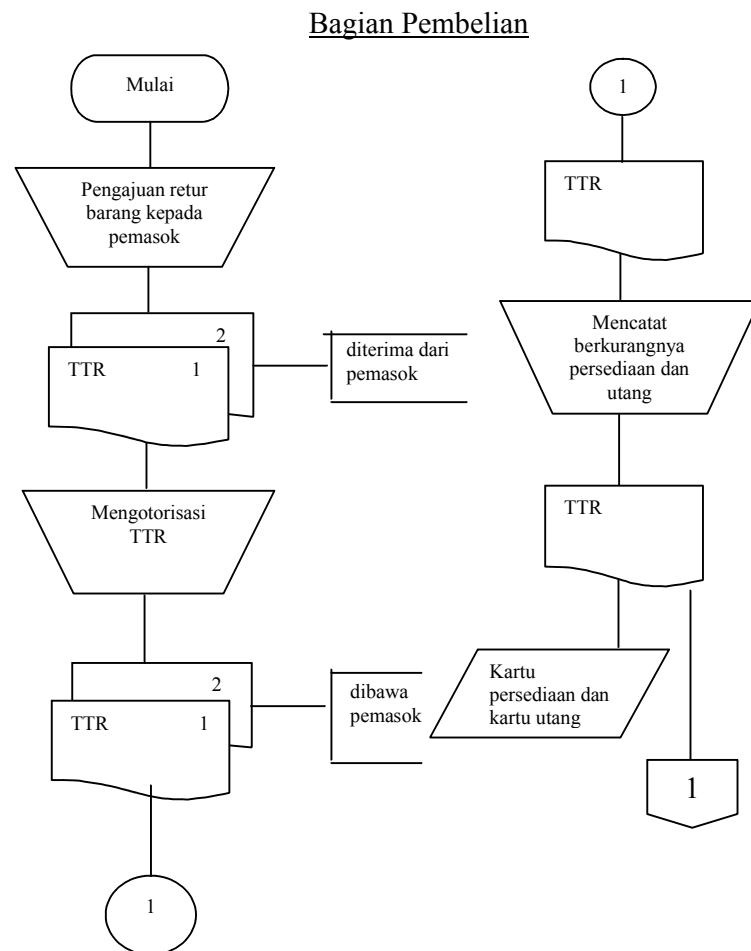 Bagian Pembelian
Mulai
Pengajuan retur
barang kepada
pemasok
2
TTR 1
diterima dari
pemasok
Mengotorisasi
TTR
2
TTR 1
dibawa
pemasok
1
1
TTR
Mencatat
berkurangnya
persediaan dan
utang
TTR
Kartu
persediaan dan
kartu utang
1